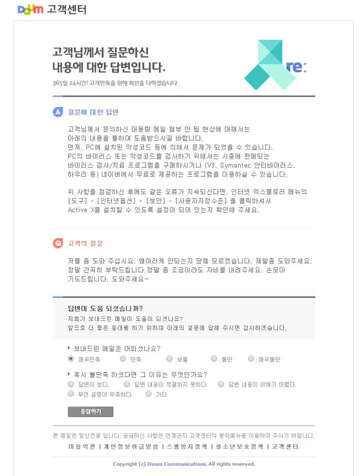 Daum 고객센터
고객님께서 질문하신
내용에 대한 답변입니다.
365일 24시간! 고객만족을 위해 최선을 다하겠습니다
re:
A 질문에 대한 답변
고객님께서 문의하신 대용량 메일 첨부 안 됨 현상에 대해서는
아래의 내용을 통하여 도움받으시길 바랍니다.
먼저, PC에 설치된 악성코드 등에 의해서 문제가 되었을 수 있습니다.
PC의 바이러스 또는 악성코드를 검사하기 위해서는 시중에 판매되는
바이러스 검사/치료 프로그램을 구매하시거나 (V3, Symantec 안티바이러스,
하우리 등) 네이버에서 무료로 제공하는 프로그램을 이용하실 수 있습니다.
위 사항을 점검하신 후에도 같은 오류가 지속되신다면, 인터넷 익스플로러 메뉴의
[도구] - [인터넷옵션] - [보안] - [사용자지정수준] 을 클릭하셔서
Active X를 설치할 수 있도록 설정이 되어 있는지 확인해 주세요.
Q 고객의 질문
저를 좀 도와 주십시요. 왜이러케 안되는지 당체 모르겠습니다. 제발좀 도와주세요.
정말 간곡히 부탁드립니다.정말 좀 조금이라도 자비를 내려주세요. 손모아
기도드립니다. 도와주세요~
답변이 도움 되셨습니까?
저희가 보내드린 메일이 도움이 되셨나요?
앞으로 더 좋은 응대를 하기 위하여 아래의 설문에 답해 주시면 감사하겠습니다.
보내드린 메일은 어떠셨나요?
매우만족 만족 보통 불만 매우불만
혹시 불만족 하셨다면 그 이유는 무엇인가요?
답변이 늦다. 답변 내용이 적절하지 못하다. 답변 내용이 이해가 어렵다.
부연 설명이 부족하다. 기타
응답하기
본 메일은 발신전용 입니다. 궁금하신 사항은 언제든지 고객센터의 문의메뉴를 이용하여 주시기 바랍니다.
이용약관 | 개인정보취급방침 | 스팸방지정책 | 청소년보호정책 | 고객센터
Copyright (c) Daum Communications. All rights reserved.